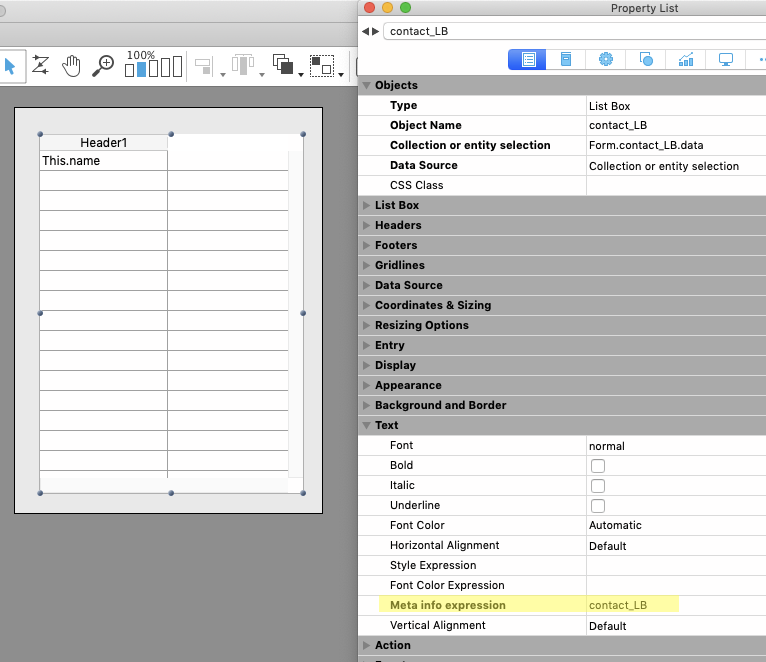 Property List
contact_LB
100%
Objects
Type List Box
Object Name contact_LB
Collection or entity selection Form.contact_LB.data
Data Source Collection or entity selection
CSS Class
List Box
Headers
Footers
Gridlines
Data Source
Coordinates & Sizing
Resizing Options
Entry
Display
Appearance
Background and Border
Text
Font normal
Bold
Italic
Underline
Font Color Automatic
Horizontal Alignment Default
Style Expression
Font Color Expression
Meta info expression contact_LB
Vertical Alignment Default
Action
Header1
This.name